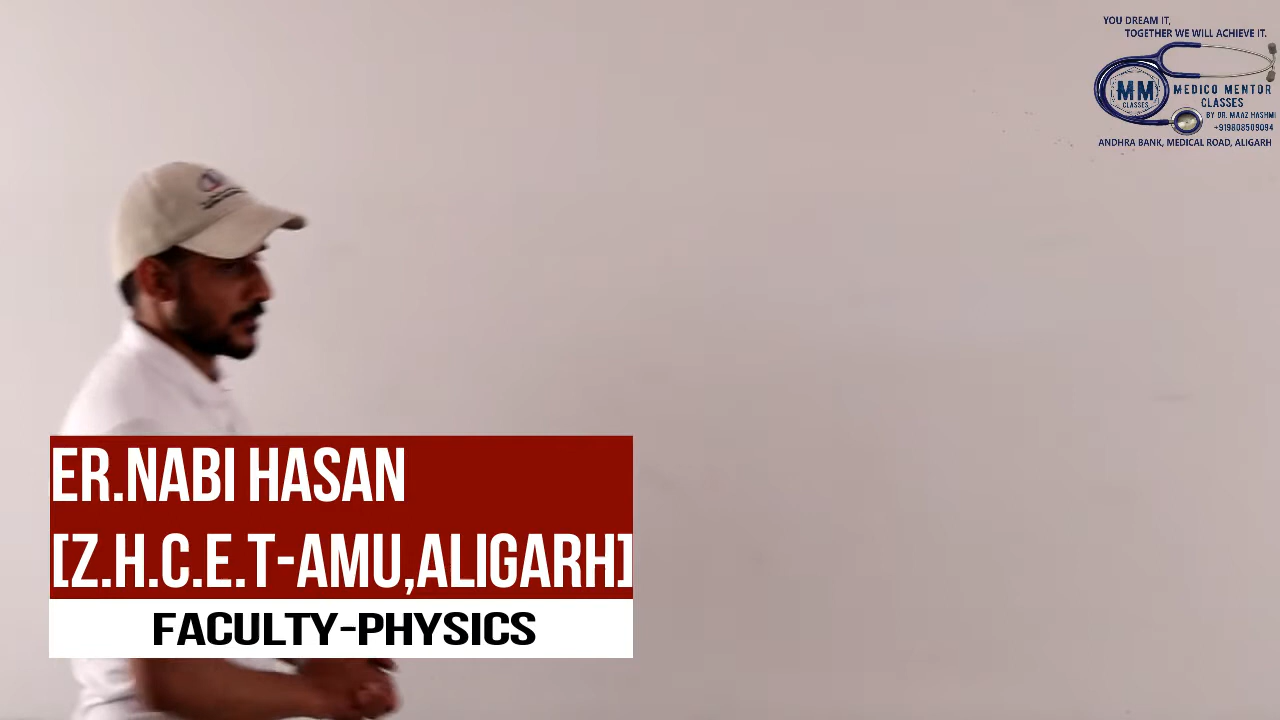 YOU DREAM IT,
TOGETHER WE WILL ACHIEVE IT.
MM
CLASSES
MEDICO MENTOR
CLASSES
BY DR. MAAZ HASHMI
+919808509094
ANDHRA BANK, MEDICAL ROAD, ALIGARH
ER.NABI HASAN
[Z.H.C.E.T-AMU,ALIGARH]
FACULTY-PHYSICS